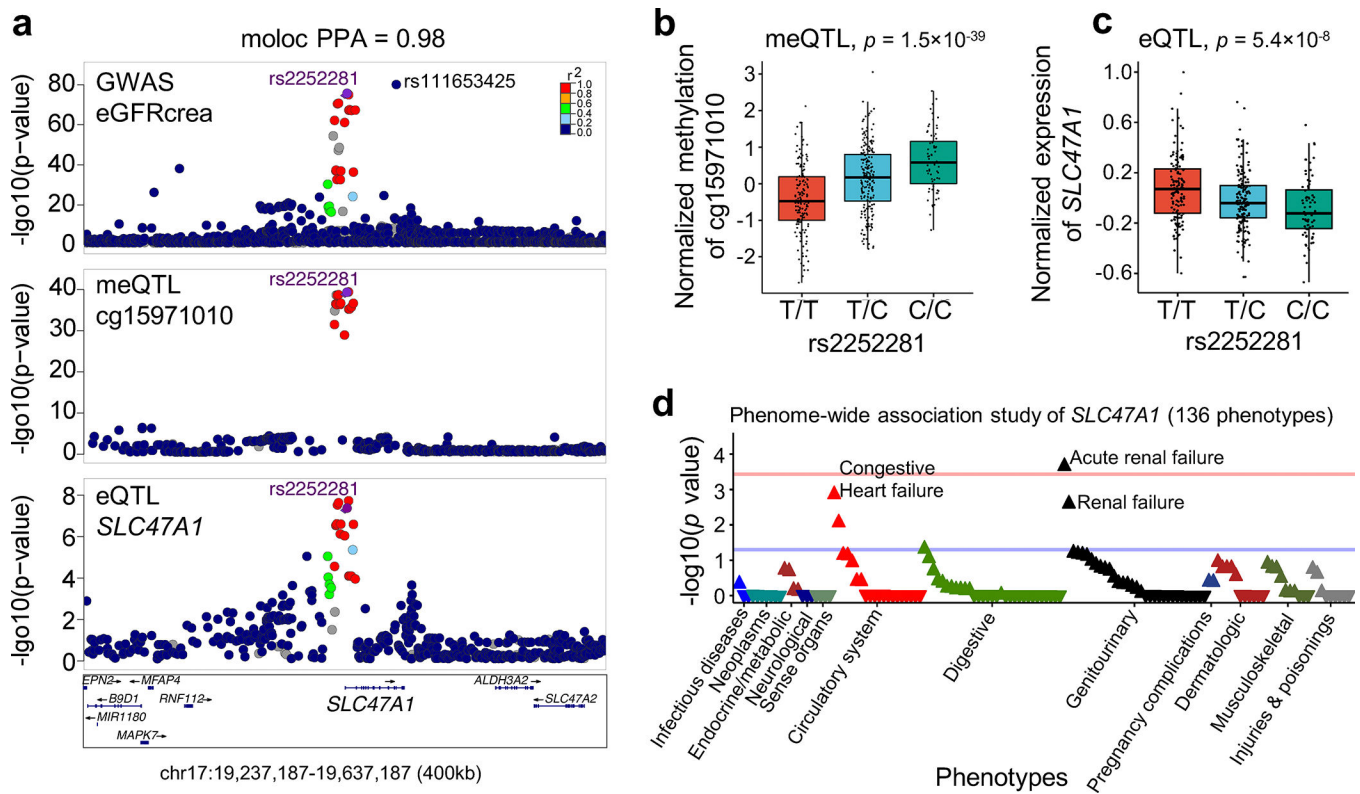 a
moloc PPA = 0.98
rs2252281
rs111653425
GWAS
eGFRcrea
r2
1.0
0.8
0.6
0.4
0.2
0.0
-lgo10(p-value)
80
60
40
20
0
rs2252281
meQTL
cg15971010
-lgo10(p-value)
40
30
20
10
0
rs2252281
eQTL
SLC47A1
-lgo10(p-value)
8
6
4
2
0
EPN2
MFAP4
B9D1
RNF112
MIR1180
MAPK7
SLC47A1
ALDH3A2
SLC47A2
chr17:19,237,187-19,637,187 (400kb)
b
meQTL, p = 1.5×10-39
Normalized methylation
of cg15971010
3
2
1
0
-1
-2
T/T T/C C/C
rs2252281
c
eQTL, p = 5.4×10-8
Normalized expression
of SLC47A1
1.0
0.6
0.2
-0.2
-0.6
T/T T/C C/C
rs2252281
d
Phenome-wide association study of SLC47A1 (136 phenotypes)
-log10(p value)
4
3
2
1
0
Congestive
Heart failure
Acute renal failure
Renal failure
Infectious diseases
Neoplasms
Endocrine/metabolic
Neurological
Sense organs
Circulatory system
Digestive
Genitourinary
Pregnancy complications
Dermatologic
Musculoskeletal
Injuries & poisonings
Phenotypes